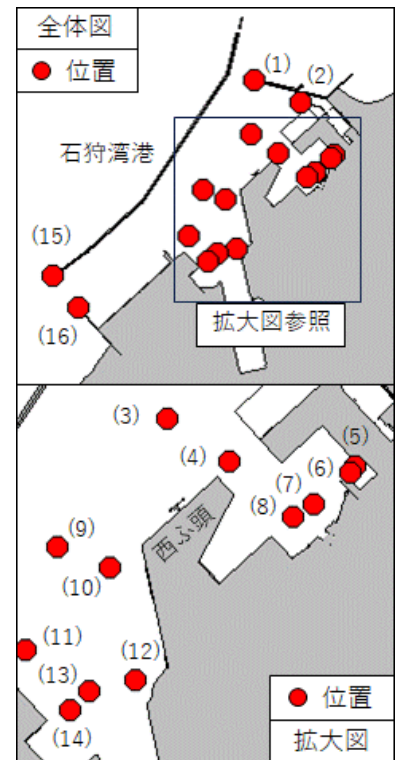 全体図
● 位置
(1)
(2)
石狩湾港
(15)
(16)
拡大図参照
(3)
(4)
(5)
(6)
(7)
(8)
西ふ頭
(9)
(10)
(11)
(12)
(13)
(14)
● 位置
拡大図